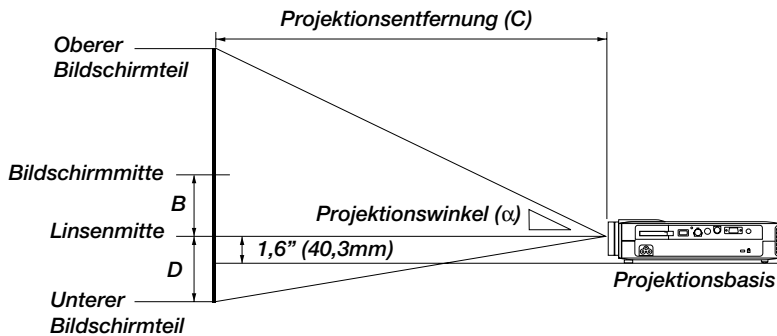 Projektionsentfernung (C)
Oberer
Bildschirmteil
Bildschirmmitte
B
Projektionswinkel (α)
Linsenmitte
1,6” (40,3mm)
D
Projektionsbasis
Unterer
Bildschirmteil